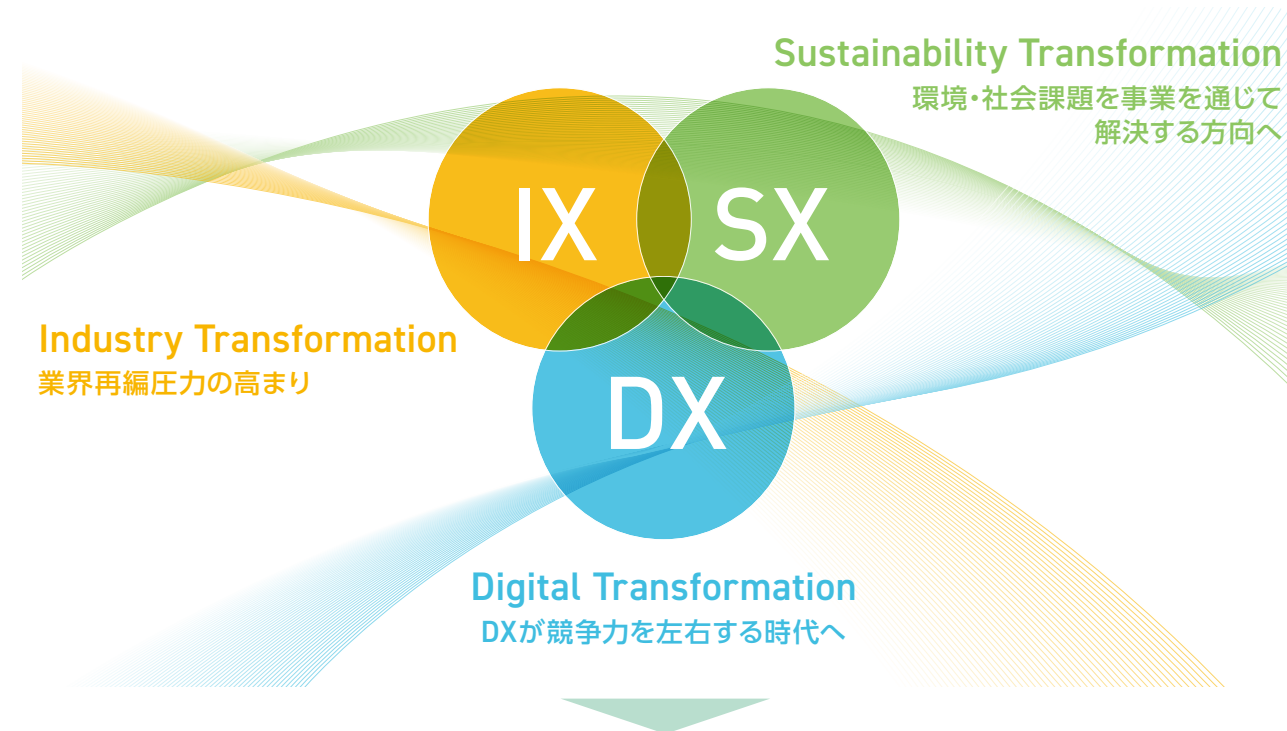 Sustainability Transformation
環境・社会課題を事業を通じて
解決する方向へ
IX
SX
Industry Transformation
業界再編圧力の高まり
DX
Digital Transformation
DXが競争力を左右する時代へ